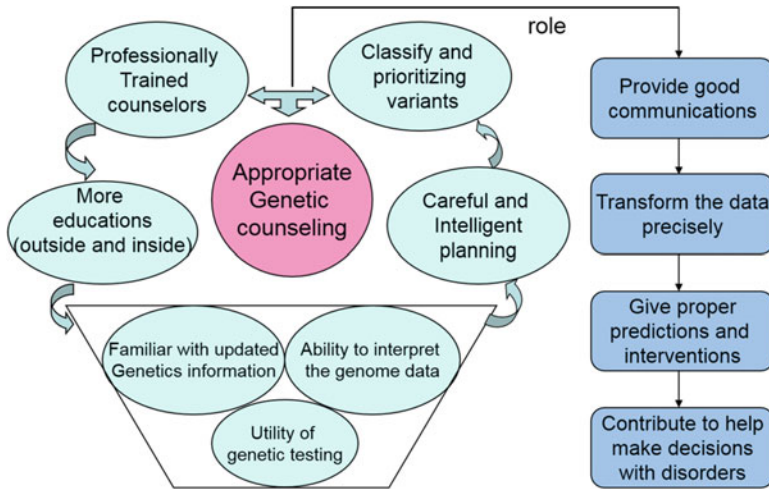 role
Professionally
Trained
counselors
Classify and
prioritizing
variants
Appropriate
Genetic
counseling
More
educations
(outside and inside)
Careful and
Intelligent
planning
Familiar with updated
Genetics information
Ability to interpret
the genome data
Utility of
genetic testing
Provide good
communications
Transform the data
precisely
Give proper
predictions and
interventions
Contribute to help
make decisions
with disorders